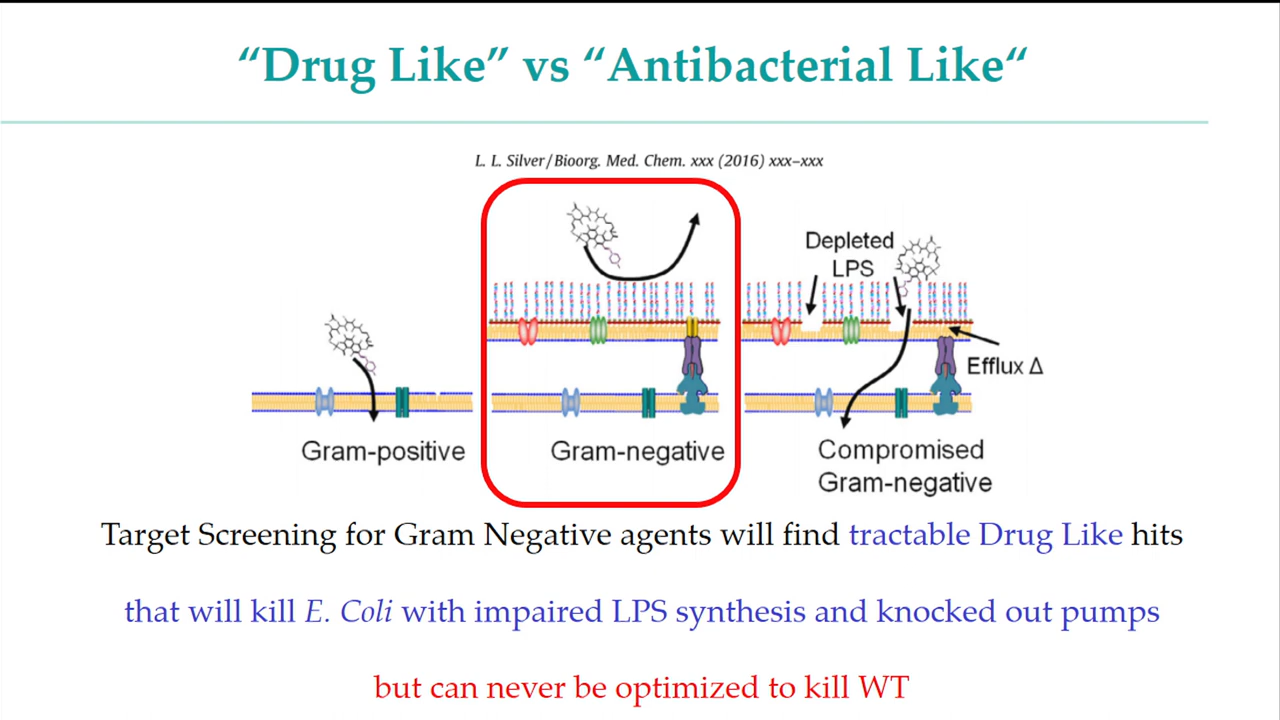 “Drug Like” vs “Antibacterial Like“
L. L. Silver / Bioorg. Med. Chem. xxx (2016) xxx–xxx
Depleted
LPS
Efflux Δ
Gram-positive
Gram-negative
Compromised
Gram-negative
Target Screening for Gram Negative agents will find tractable Drug Like hits
that will kill E. Coli with impaired LPS synthesis and knocked out pumps
but can never be optimized to kill WT